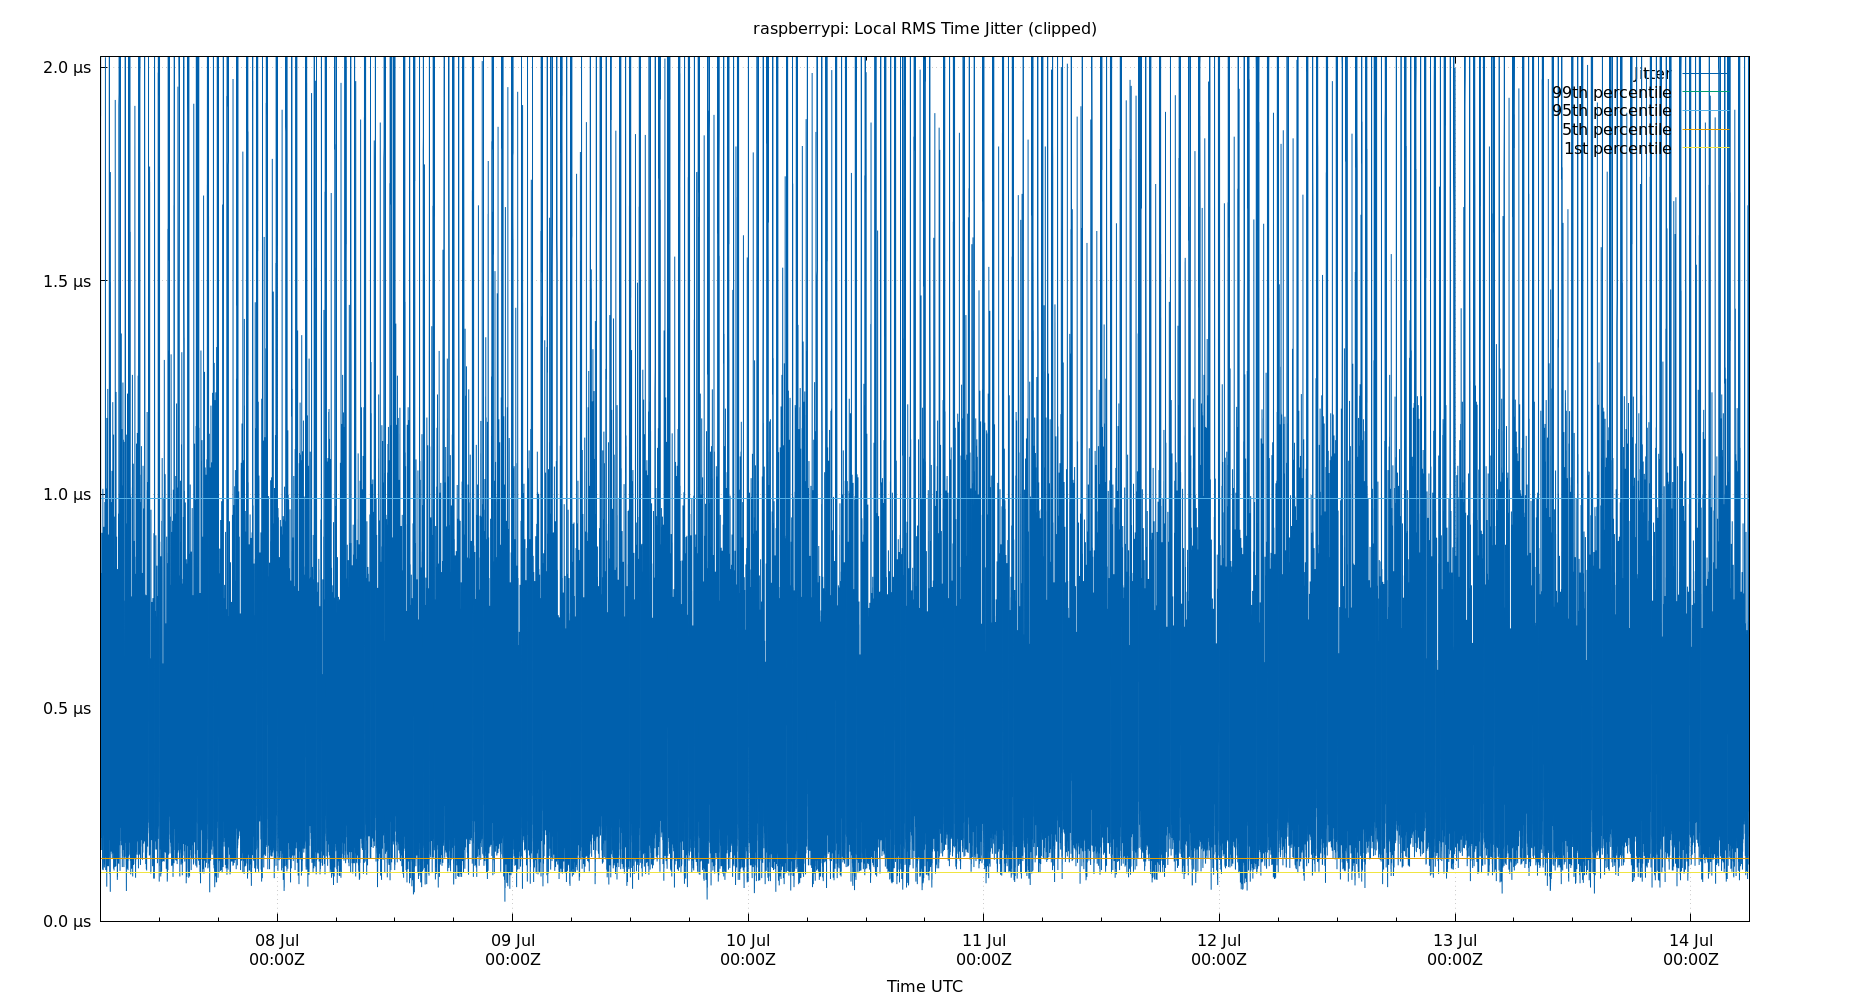 raspberrypi: Local RMS Time Jitter (clipped)
2.0 µs
1.5 µs
1.0 µs
0.5 µs
0.0 µs
jitter
99th percentile
95th percentile
5th percentile
1st percentile
08 Jul
00:00Z
09 Jul
00:00Z
10 Jul
00:00Z
11 Jul
00:00Z
12 Jul
00:00Z
13 Jul
00:00Z
14 Jul
00:00Z
Time UTC